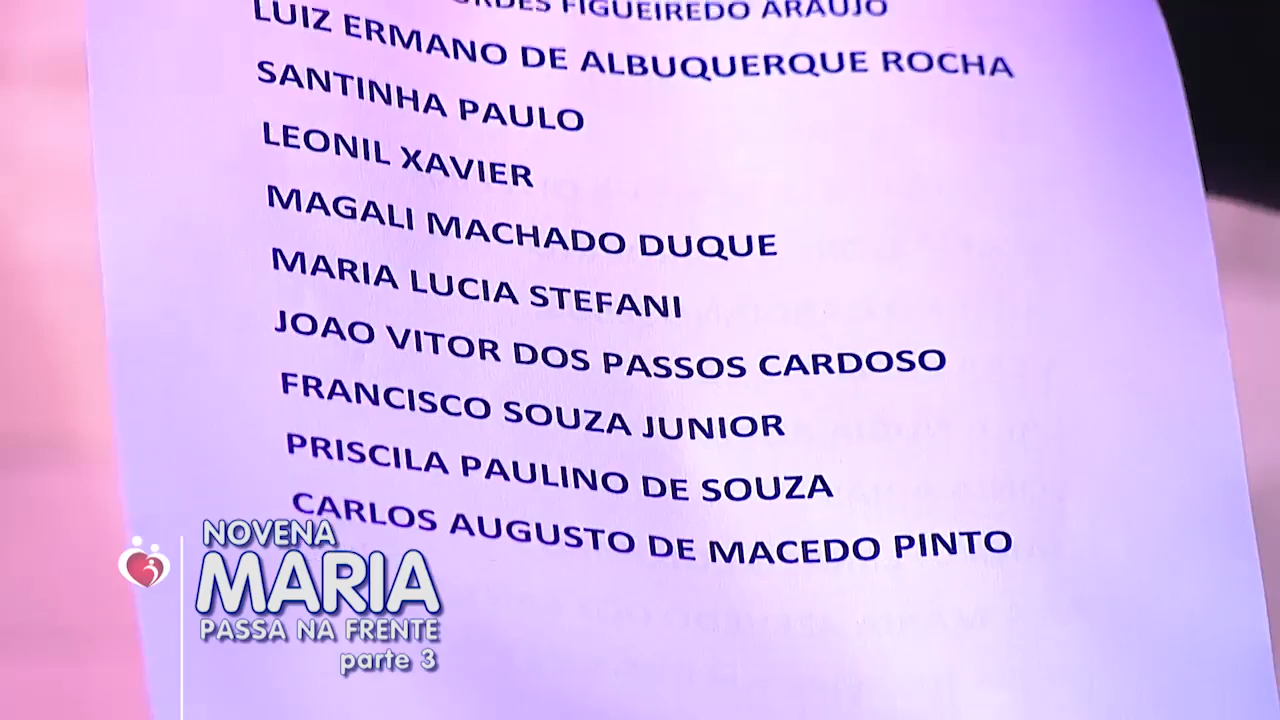 FIGUEIREDO ARAUJO
LUIZ ERMANO DE ALBUQUERQUE ROCHA
SANTINHA PAULO
LEONIL XAVIER
MAGALI MACHADO DUQUE
MARIA LUCIA STEFANI
JOAO VITOR DOS PASSOS CARDOSO
FRANCISCO SOUZA JUNIOR
PRISCILA PAULINO DE SOUZA
CARLOS AUGUSTO DE MACEDO PINTO
NOVENA
MARIA
PASSA NA FRENTE
parte 3